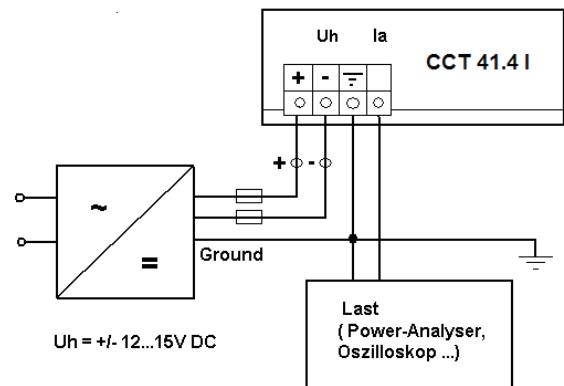 Uh Ia
CCT 41.4 I
+ -
+ -
~
=
Ground
Uh = +/- 12...15V DC
Last
( Power-Analyser,
Oszilloskop ...)